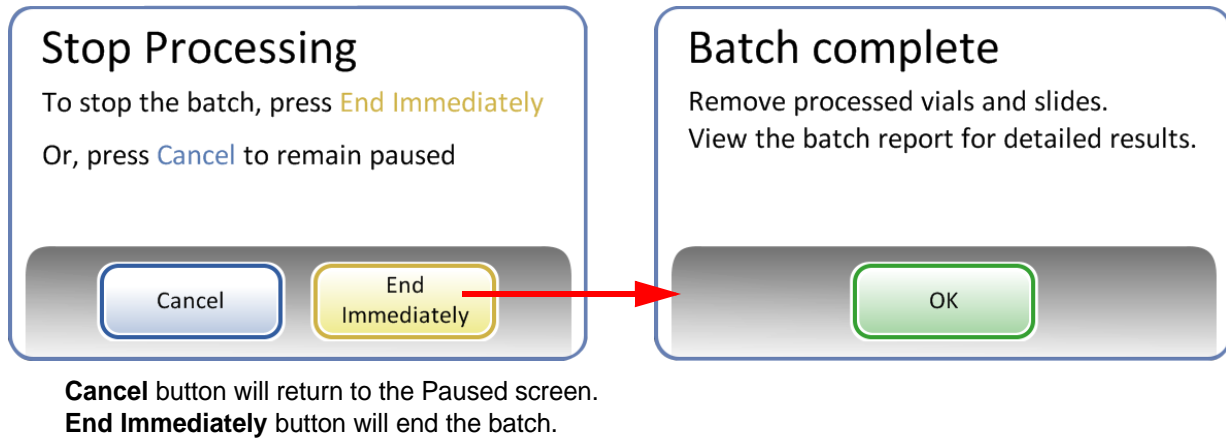 Stop Processing
To stop the batch, press End Immediately
Or, press Cancel to remain paused
Cancel
End
Immediately
Batch complete
Remove processed vials and slides.
View the batch report for detailed results.
OK
Cancel button will return to the Paused screen.
End Immediately button will end the batch.